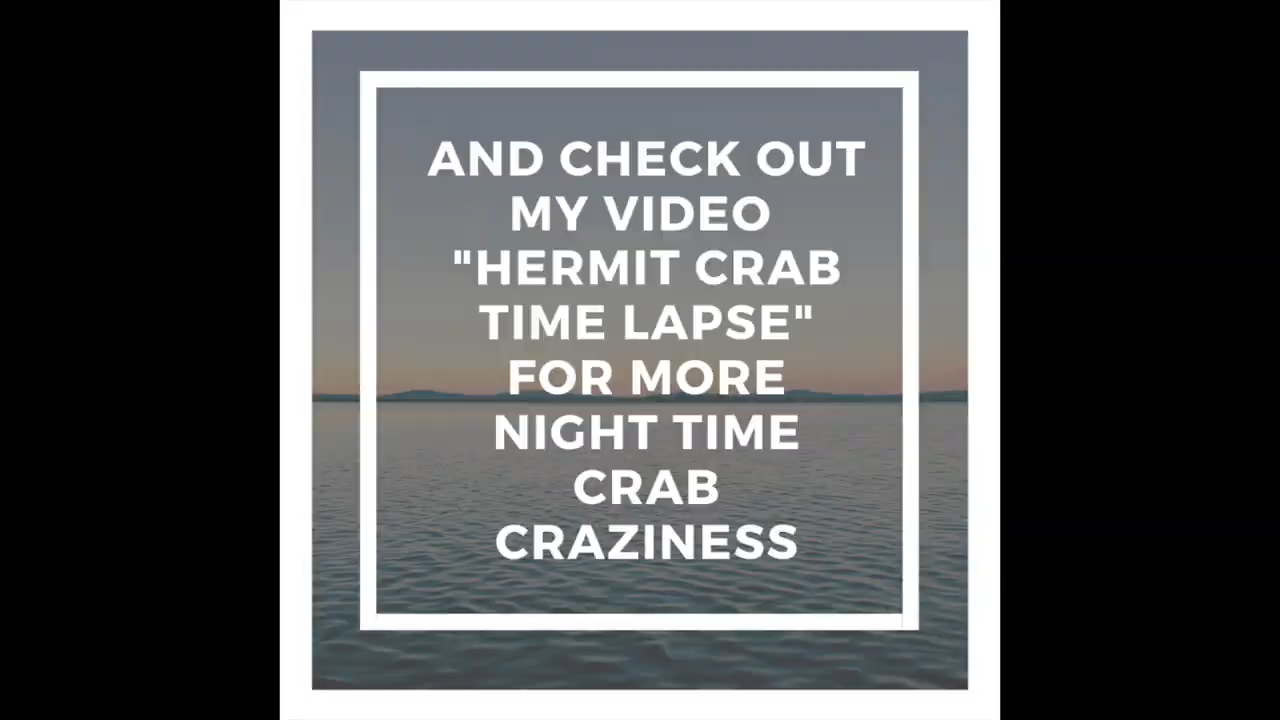 AND CHECK OUT
MY VIDEO
"HERMIT CRAB
TIME LAPSE"
FOR MORE
NIGHT TIME
CRAB
CRAZINESS